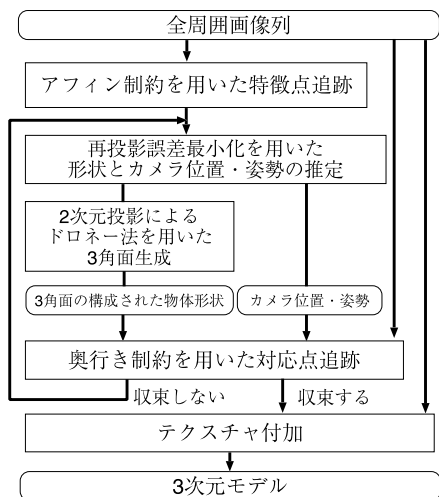 全周囲画像列
アフィン制約を用いた特徴点追跡
再投影誤差最小化を用いた
形状とカメラ位置・姿勢の推定
2次元投影による
ドロネー法を用いた
3角面生成
3角面の構成された物体形状
カメラ位置・姿勢
奥行き制約を用いた対応点追跡
収束しない
収束する
テクスチャ付加
3次元モデル